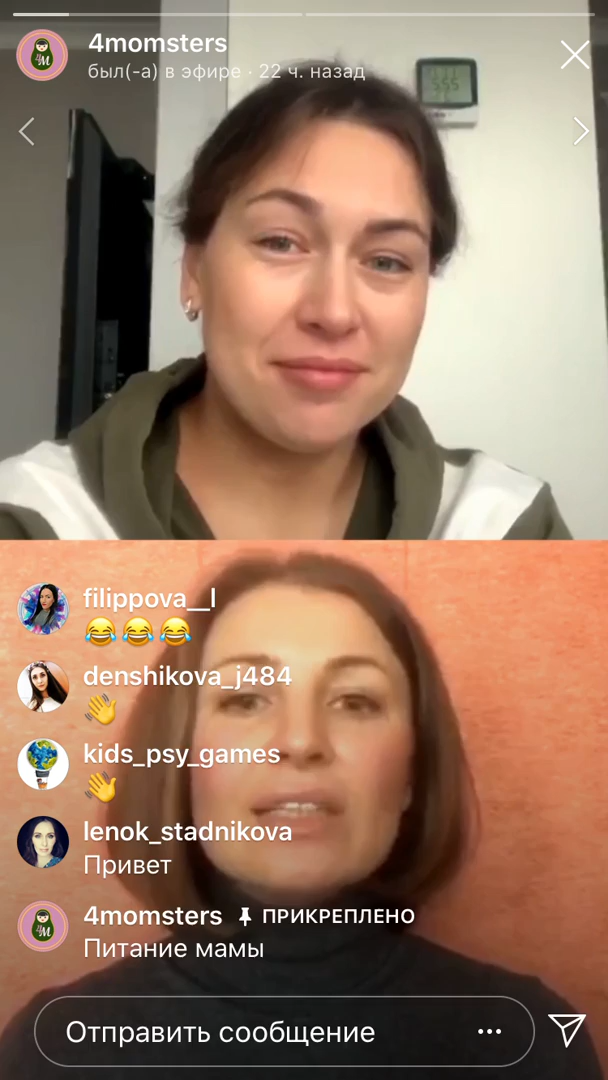 4momsters
был(-а) в эфире · 22 ч. назад
filippova__l
😂😂😂
denshikova_j484
👋
kids_psy_games
👋
lenok_stadnikova
Привет
4momsters ПРИКРЕПЛЕНО
Питание мамы
Отправить сообщение